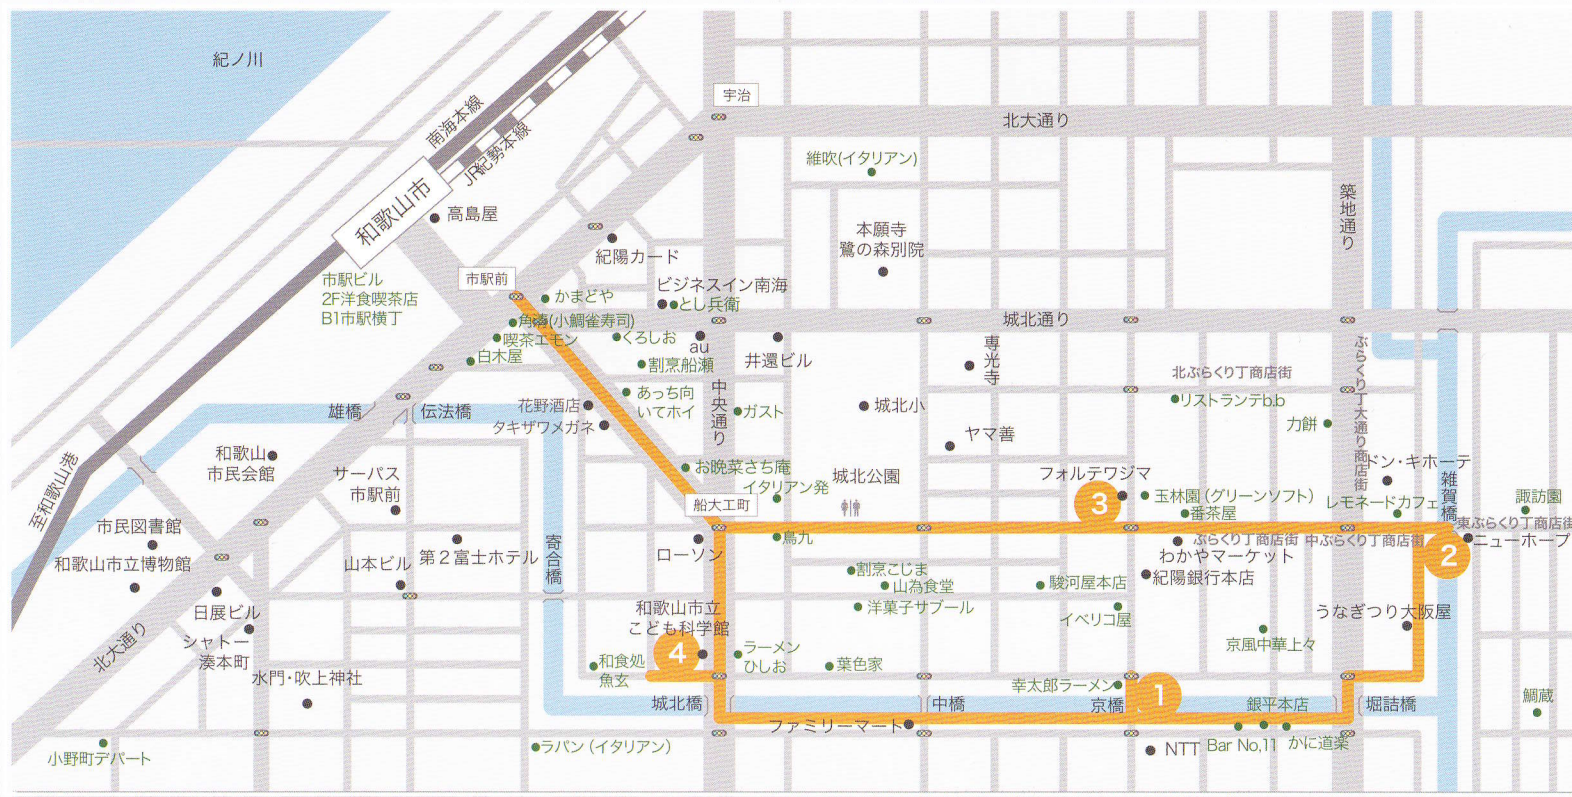 紀ノ川
南海本線
JR紀勢本線
宇治
北大通り
維吹(イタリアン)
和歌山市
高島屋
築地通り
本願寺
鷺の森別院
紀陽カード
市駅前
市駅ビル
2F洋食喫茶店
B1市駅横丁
かまどや
ビジネスイン南海
とし兵衛
角清(小鯛雀寿司)
喫茶エモン
白木屋
くろしお
au
割烹船瀬
井還ビル
城北通り
専光寺
ぶらくり丁大通り商店街
北ぶらくり丁商店街
リストランテb.b
力餅
中央通り
あっち向
いてホイ
ガスト
城北小
ヤマ善
雄橋
伝法橋
花野酒店
タキザワメガネ
和歌山
市民会館
サーパス
市駅前
至和歌山港
お晩菜さち庵
イタリアン発
城北公園
フォルテワジマ
ドン・キホーテ
雑賀橋
船大工町
3
玉林園(グリーンソフト)
番茶屋
レモネードカフェ
諏訪園
東ぶらくり丁商店街
市民図書館
和歌山市立博物館
山本ビル
第2富士ホテル
寄合橋
ローソン
鳥九
ぶらくり丁商店街
中ぶらくり丁商店街
2
ニューホープ
わかやマーケット
紀陽銀行本店
割烹こじま
山為食堂
洋菓子サブール
駿河屋本店
イベリコ屋
うなぎつり大阪屋
京風中華上々
日展ビル
シャトー
湊本町
北大通り
和歌山市立
こども科学館
4
和食処
魚玄
ラーメン
ひしお
葉色家
水門・吹上神社
幸太郎ラーメン
1
城北橋
中橋
京橋
銀平本店
堀詰橋
鯛蔵
ファミリーマート
小野町デパート
ラパン(イタリアン)
NTT
Bar No,11
かに道楽